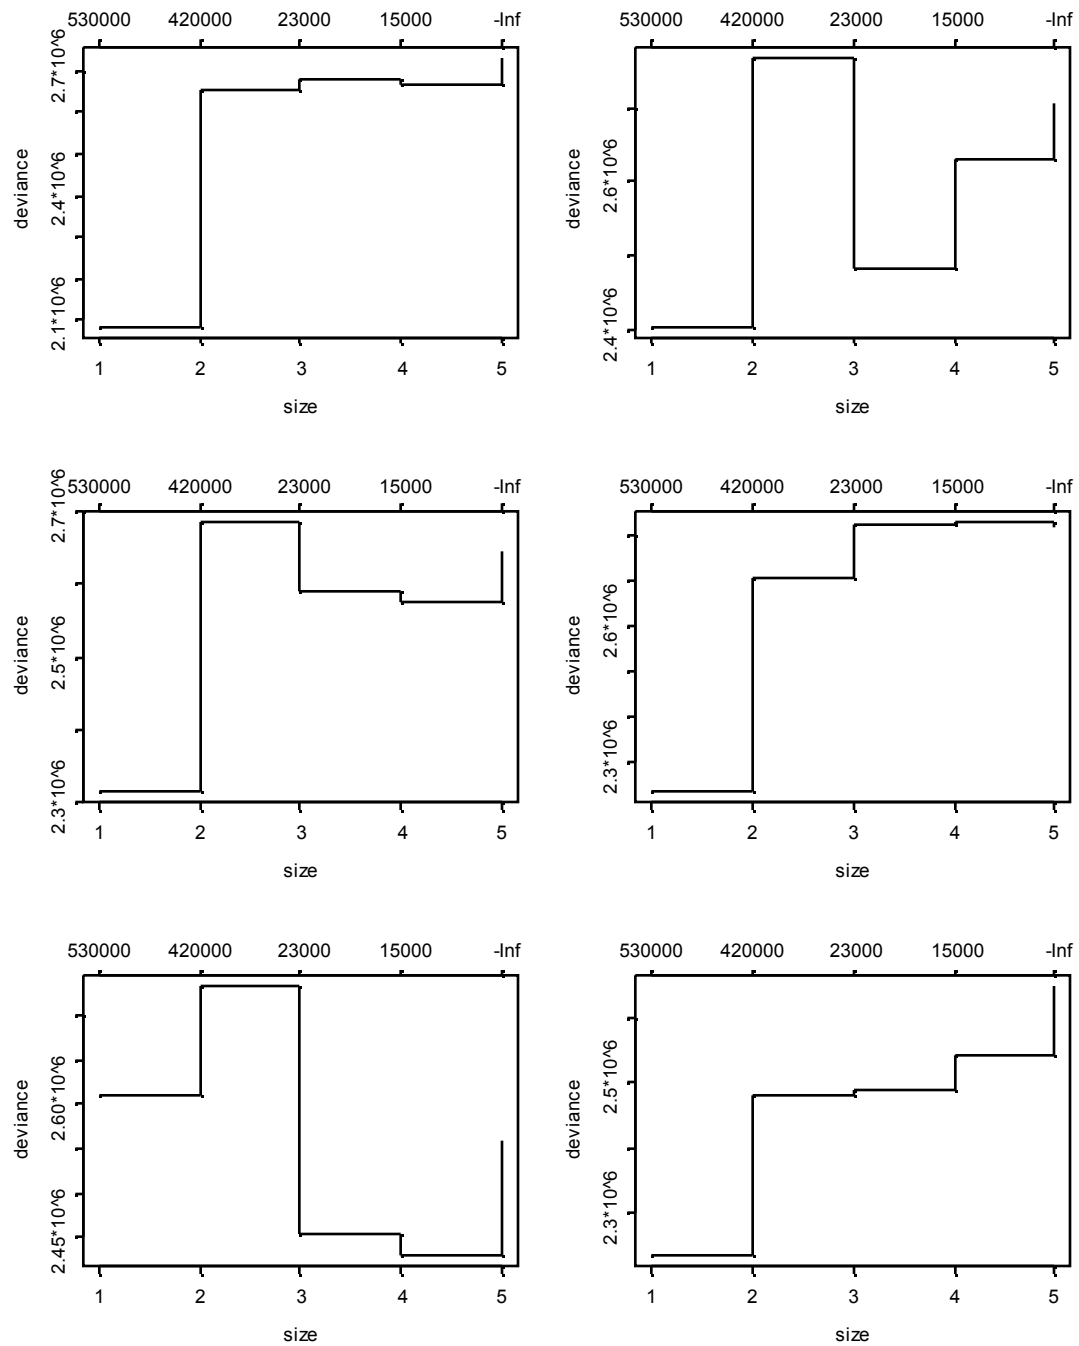 530000 420000 23000 15000 -Inf
deviance
2.1*10^6 2.4*10^6 2.7*10^6
1 2 3 4 5
size
530000 420000 23000 15000 -Inf
deviance
2.4*10^6 2.6*10^6
1 2 3 4 5
size
530000 420000 23000 15000 -Inf
deviance
2.3*10^6 2.5*10^6 2.7*10^6
1 2 3 4 5
size
530000 420000 23000 15000 -Inf
deviance
2.3*10^6 2.6*10^6
1 2 3 4 5
size
530000 420000 23000 15000 -Inf
deviance
2.45*10^6 2.60*10^6
1 2 3 4 5
size
530000 420000 23000 15000 -Inf
deviance
2.3*10^6 2.5*10^6
1 2 3 4 5
size